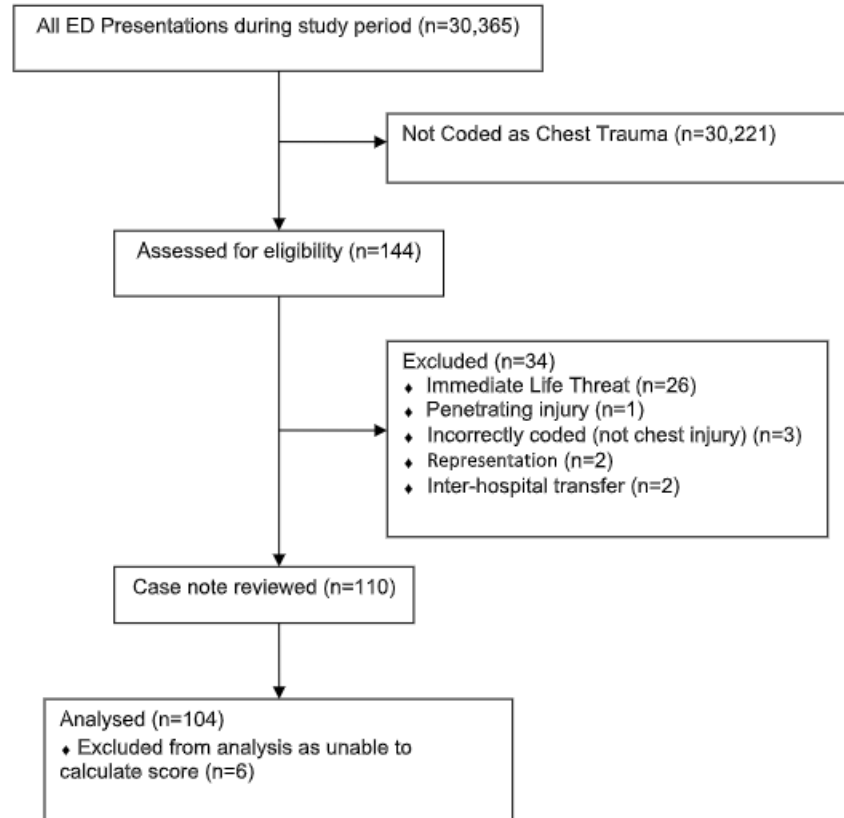 All ED Presentations during study period (n=30,365)
Not Coded as Chest Trauma (n=30,221)
Assessed for eligibility (n=144)
Excluded (n=34)
♦ Immediate Life Threat (n=26)
♦ Penetrating injury (n=1)
♦ Incorrectly coded (not chest injury) (n=3)
♦ Representation (n=2)
♦ Inter-hospital transfer (n=2)
Case note reviewed (n=110)
Analysed (n=104)
♦ Excluded from analysis as unable to
calculate score (n=6)